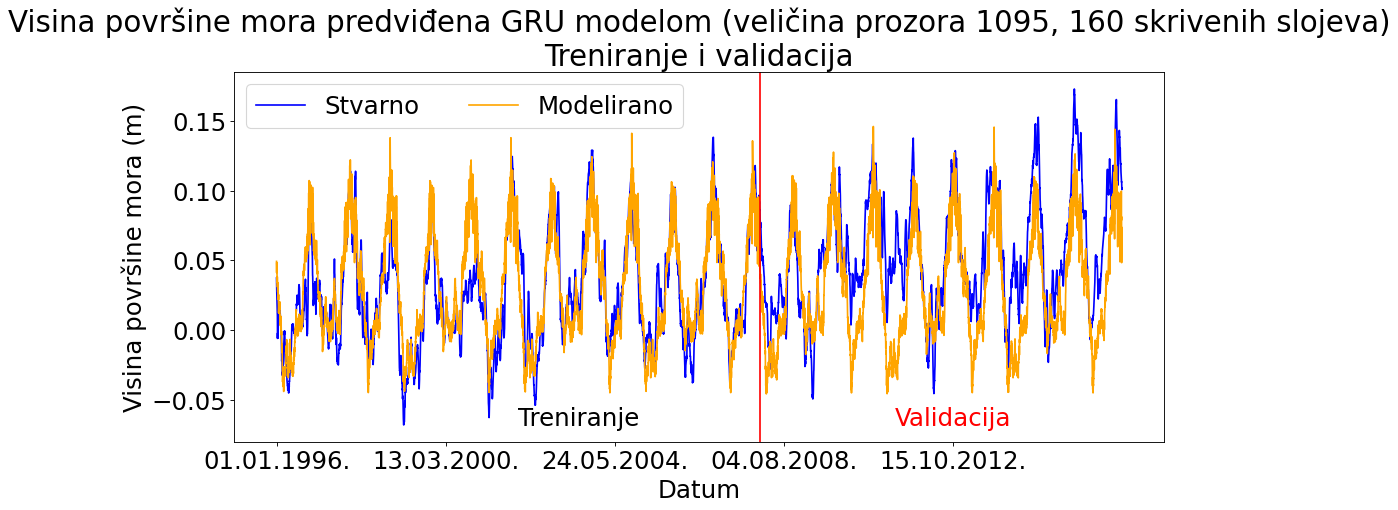 Visina površine mora predviđena GRU modelom (veličina prozora 1095, 160 skrivenih slojeva)
Treniranje i validacija
Stvarno
Modelirano
Visina površine mora (m)
0.15
0.10
0.05
0.00
−0.05
Treniranje
Validacija
01.01.1996.
13.03.2000.
24.05.2004.
04.08.2008.
15.10.2012.
Datum